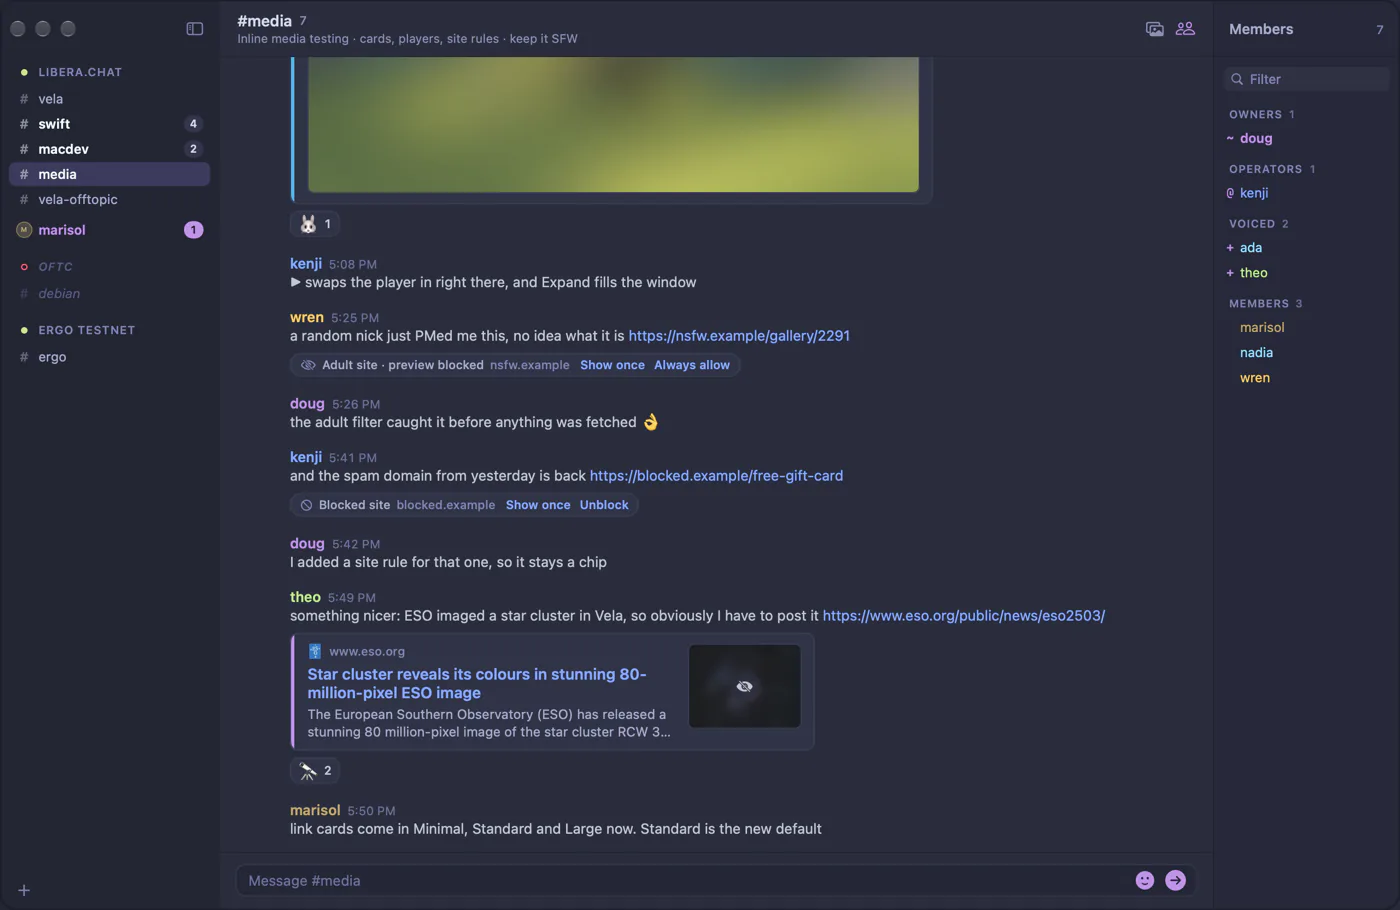 LIBERA.CHAT
# vela
# swift 4
# macdev 2
# media
# vela-offtopic
M marisol 1
OFTC
# debian
ERGO TESTNET
# ergo
+
#media 7
Inline media testing · cards, players, site rules · keep it SFW
🐰 1
kenji 5:08 PM
▶ swaps the player in right there, and Expand fills the window
wren 5:25 PM
a random nick just PMed me this, no idea what it is https://nsfw.example/gallery/2291
Adult site · preview blocked nsfw.example Show once Always allow
doug 5:26 PM
the adult filter caught it before anything was fetched 👌
kenji 5:41 PM
and the spam domain from yesterday is back https://blocked.example/free-gift-card
Blocked site blocked.example Show once Unblock
doug 5:42 PM
I added a site rule for that one, so it stays a chip
theo 5:49 PM
something nicer: ESO imaged a star cluster in Vela, so obviously I have to post it https://www.eso.org/public/news/eso2503/
www.eso.org
Star cluster reveals its colours in stunning 80-
million-pixel ESO image
The European Southern Observatory (ESO) has released a
stunning 80 million-pixel image of the star cluster RCW 3...
🔭 2
marisol 5:50 PM
link cards come in Minimal, Standard and Large now. Standard is the new default
Message #media
Members 7
Filter
OWNERS 1
~ doug
OPERATORS 1
@ kenji
VOICED 2
+ ada
+ theo
MEMBERS 3
marisol
nadia
wren